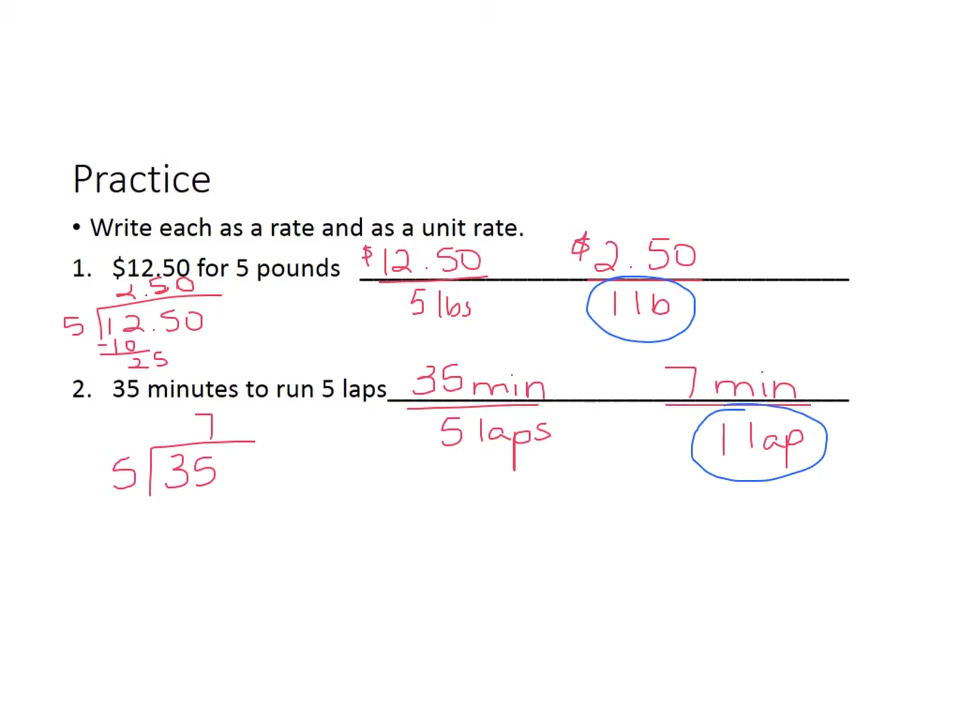 Practice
• Write each as a rate and as a unit rate.
1. $12.50 for 5 pounds $12.50 $2.50
5 lbs 1 lb
2.50
5 12.50
-10
25
2. 35 minutes to run 5 laps 35 min 7 min
5 laps 1 lap
7
5 35